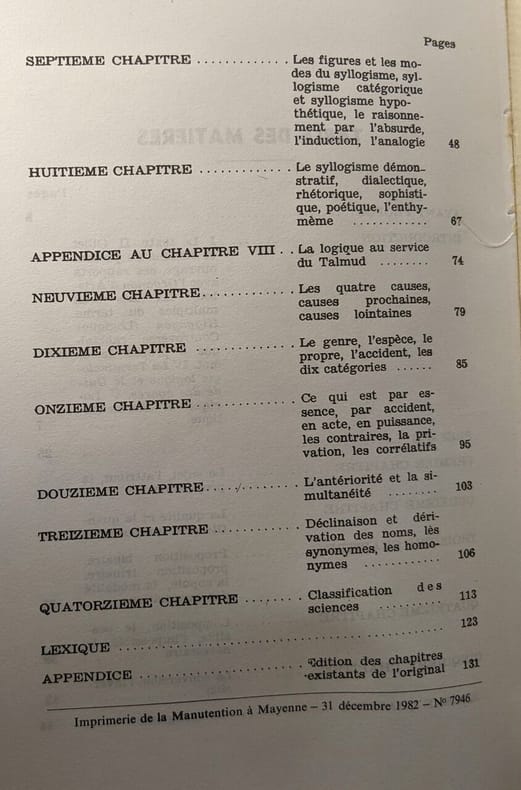 Pages
SEPTIEME CHAPITRE ............. Les figures et les mo-
des du syllogisme, syl-
logisme catégorique
et syllogisme hypo-
thétique, le raisonne-
ment par l'absurde,
l'induction, l'analogie 48
HUITIEME CHAPITRE ............. Le syllogisme démon-
stratif, dialectique,
rhétorique, sophisti-
que, poétique, l'enthy-
mème ............ 67
APPENDICE AU CHAPITRE VIII . . La logique au service
du Talmud ........ 74
NEUVIEME CHAPITRE............. Les quatre causes,
causes prochaines,
causes lointaines 79
DIXIEME CHAPITRE ............. Le genre, l'espèce, le
propre, l'accident, les
dix catégories ...... 85
ONZIEME CHAPITRE ............. Ce qui est par es-
sence, par accident,
en acte, en puissance,
les contraires, la pri-
vation, les corrélatifs 95
DOUZIEME CHAPITRE............. L'antériorité et la si-
multanéité ........ 103
TREIZIEME CHAPITRE ............ Déclinaison et déri-
vation des noms, les
synonymes, les homo-
nymes ............ 106
QUATORZIEME CHAPITRE ........ Classification des
sciences .......... 113
LEXIQUE ........................................ 123
APPENDICE ...................... Edition des chapitres
existants de l'original 131
Imprimerie de la Manutention à Mayenne – 31 décembre 1982 – Nº 7946